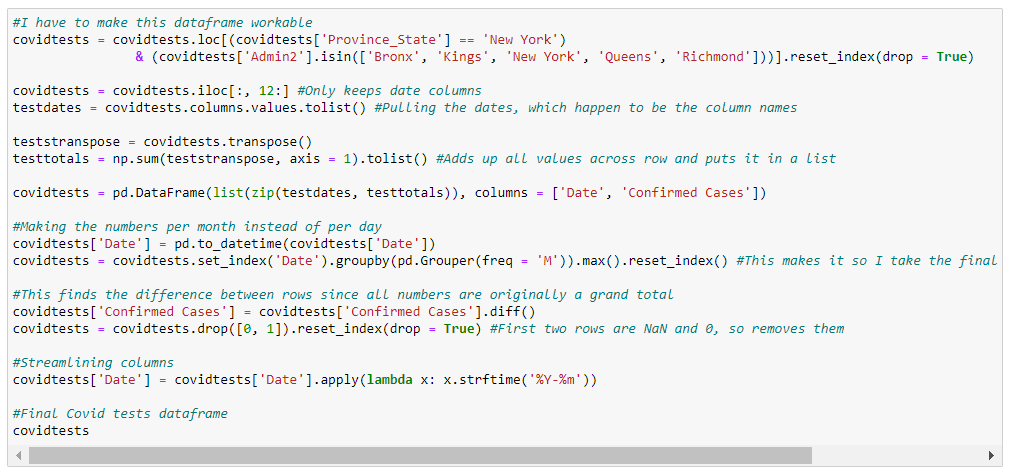 #I have to make this dataframe workable
covidtests = covidtests.loc[(covidtests['Province_State'] == 'New York')
& (covidtests['Admin2'].isin(['Bronx', 'Kings', 'New York', 'Queens', 'Richmond']))].reset_index(drop = True)
covidtests = covidtests.iloc[:, 12:] #Only keeps date columns
testdates = covidtests.columns.values.tolist() #Pulling the dates, which happen to be the column names
teststranspose = covidtests.transpose()
testtotals = np.sum(teststranspose, axis = 1).tolist() #Adds up all values across row and puts it in a list
covidtests = pd.DataFrame(list(zip(testdates, testtotals)), columns = ['Date', 'Confirmed Cases'])
#Making the numbers per month instead of per day
covidtests['Date'] = pd.to_datetime(covidtests['Date'])
covidtests = covidtests.set_index('Date').groupby(pd.Grouper(freq = 'M')).max().reset_index() #This makes it so I take the final
#This finds the difference between rows since all numbers are originally a grand total
covidtests['Confirmed Cases'] = covidtests['Confirmed Cases'].diff()
covidtests = covidtests.drop([0, 1]).reset_index(drop = True) #First two rows are NaN and 0, so removes them
#Streamlining columns
covidtests['Date'] = covidtests['Date'].apply(lambda x: x.strftime('%Y-%m'))
#Final Covid tests dataframe
covidtests